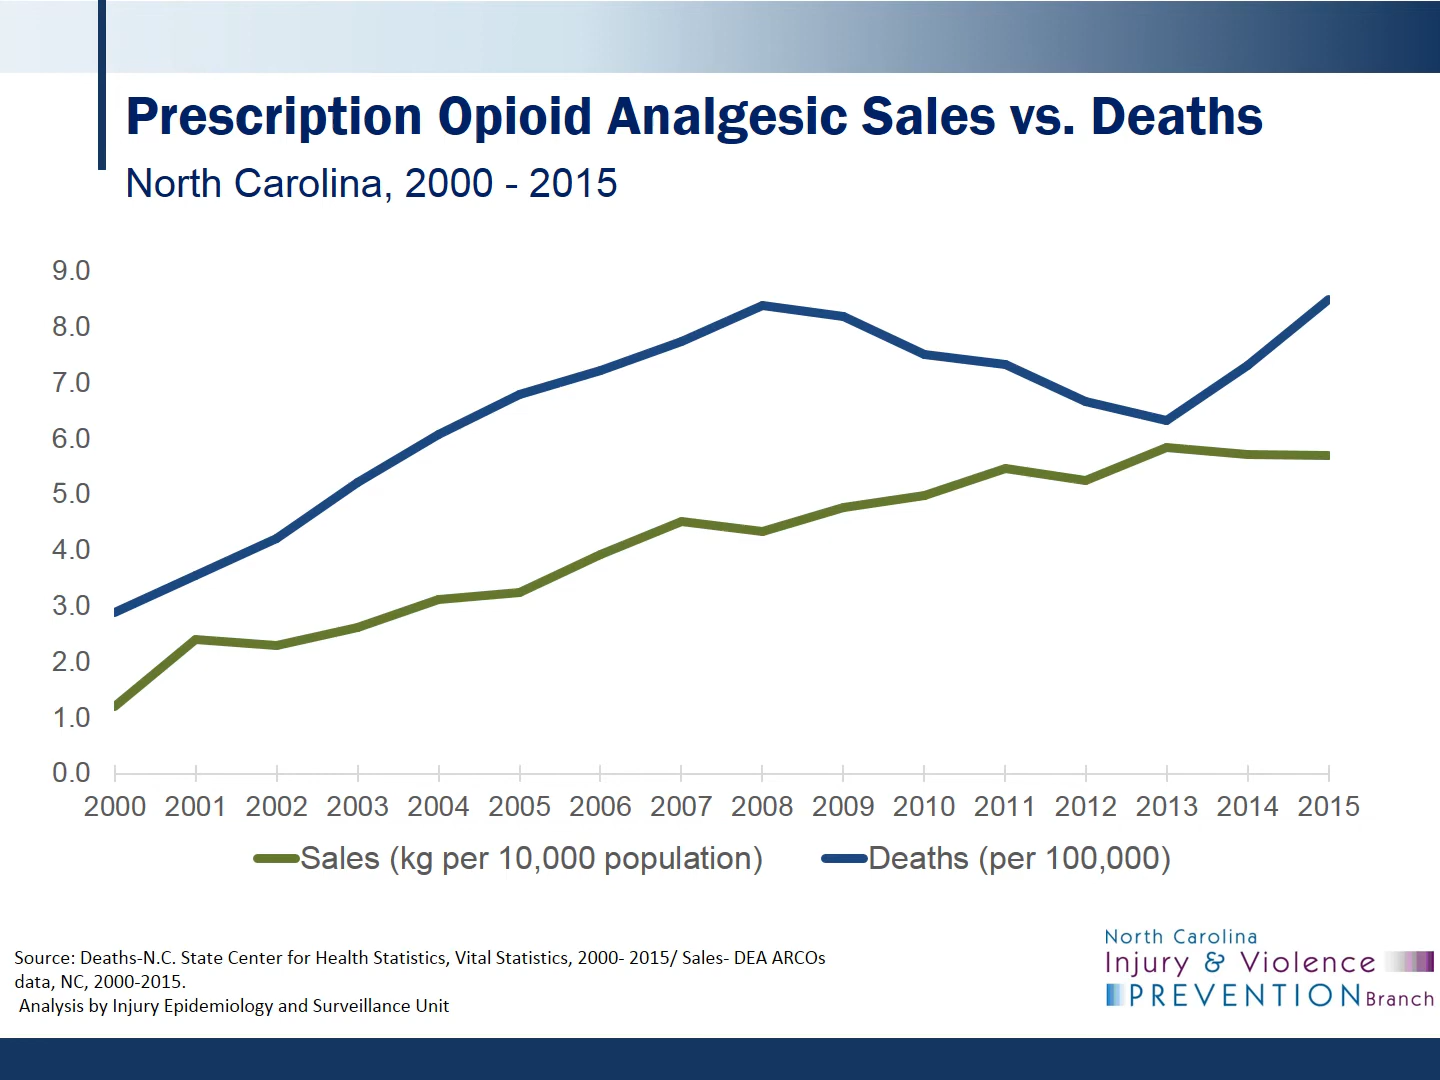 Prescription Opioid Analgesic Sales vs. Deaths
North Carolina, 2000 - 2015
9.0
8.0
7.0
6.0
5.0
4.0
3.0
2.0
1.0
0.0
2000 2001 2002 2003 2004 2005 2006 2007 2008 2009 2010 2011 2012 2013 2014 2015
Sales (kg per 10,000 population) Deaths (per 100,000)
Source: Deaths-N.C. State Center for Health Statistics, Vital Statistics, 2000- 2015/ Sales- DEA ARCOs
data, NC, 2000-2015.
Analysis by Injury Epidemiology and Surveillance Unit
North Carolina
Injury & Violence
PREVENTION Branch